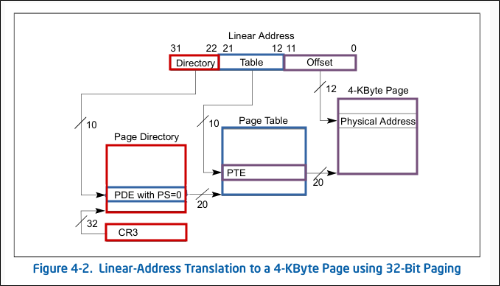 Linear Address
31 22 21 12 11 0
Directory Table Offset
12 4-KByte Page
10 10 Page Table Physical Address
Page Directory
PTE
20
PDE with PS=0
20
32
CR3
Figure 4-2. Linear-Address Translation to a 4-KByte Page using 32-Bit Paging